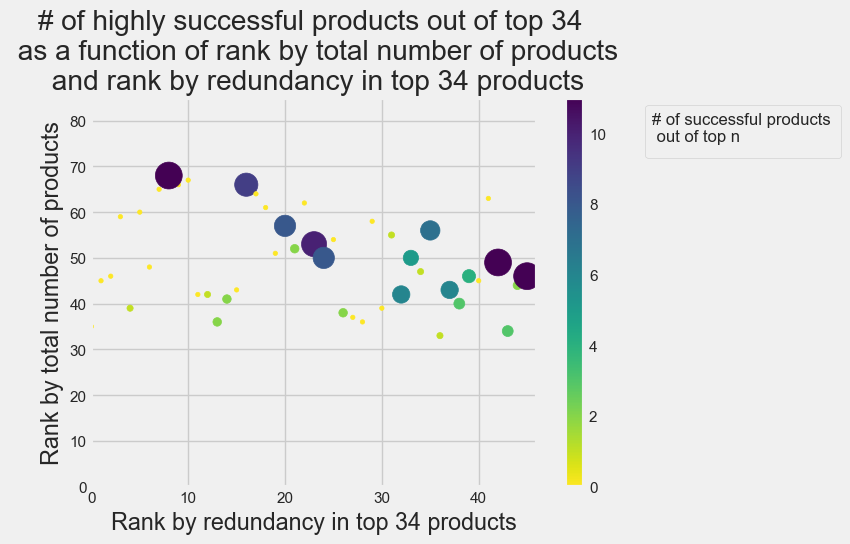 # of highly successful products out of top 34
as a function of rank by total number of products
and rank by redundancy in top 34 products
Rank by total number of products
80
70
60
50
40
30
20
10
0
0 10 20 30 40
Rank by redundancy in top 34 products
10
8
6
4
2
0
# of successful products
out of top n